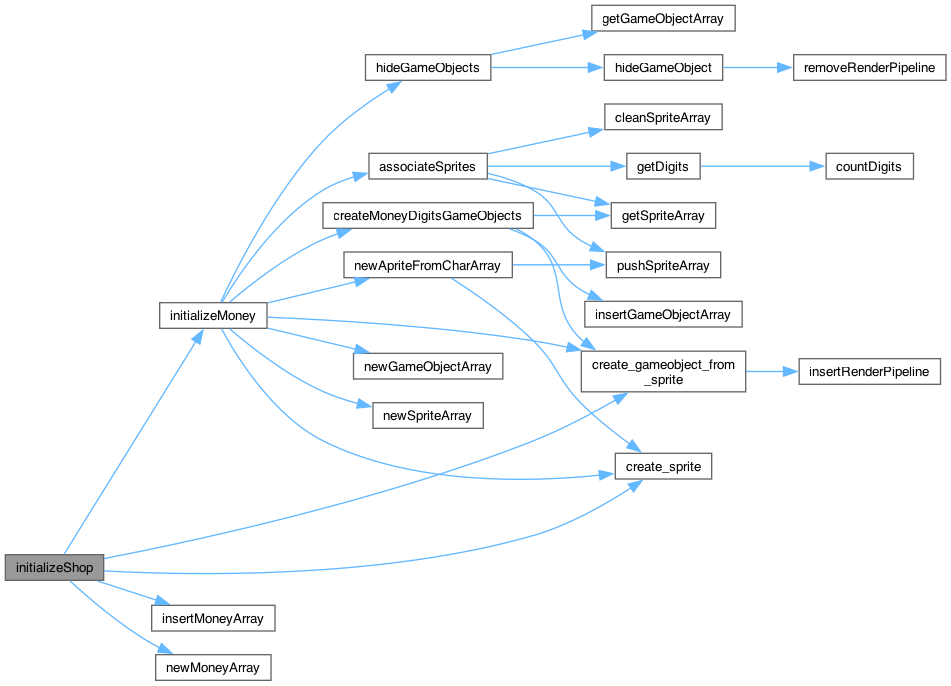 getGameObjectArray
hideGameObjects
hideGameObject
removeRenderPipeline
cleanSpriteArray
associateSprites
getDigits
countDigits
createMoneyDigitsGameObjects
getSpriteArray
newApriteFromCharArray
pushSpriteArray
initializeMoney
insertGameObjectArray
newGameObjectArray
create_gameobject_from
_sprite
insertRenderPipeline
newSpriteArray
create_sprite
initializeShop
insertMoneyArray
newMoneyArray